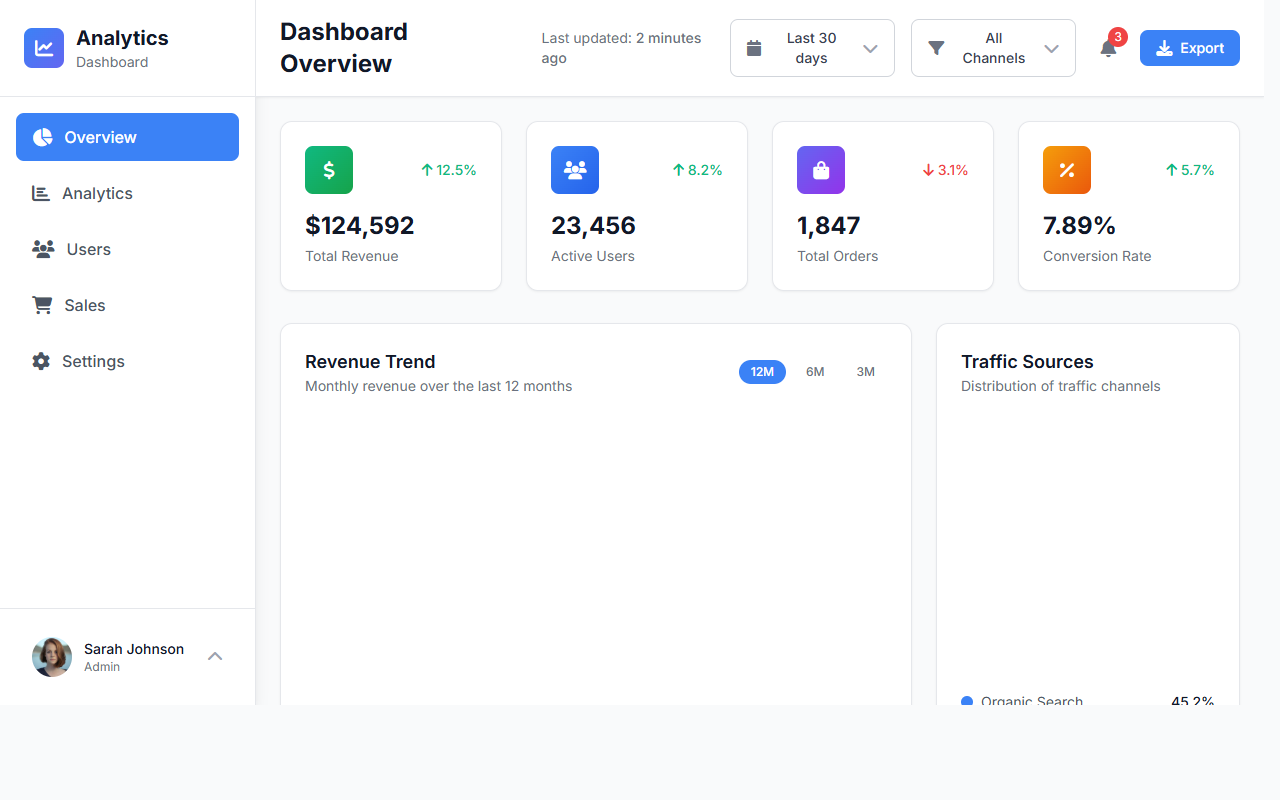 Analytics
Dashboard
Overview
Analytics
Users
Sales
Settings
Sarah Johnson
Admin
Dashboard
Overview
Last updated: 2 minutes
ago
Last 30
days
All
Channels
3
Export
12.5%
$124,592
Total Revenue
8.2%
23,456
Active Users
3.1%
1,847
Total Orders
5.7%
7.89%
Conversion Rate
Revenue Trend
Monthly revenue over the last 12 months
12M
6M
3M
Traffic Sources
Distribution of traffic channels
Organic Search
45.2%